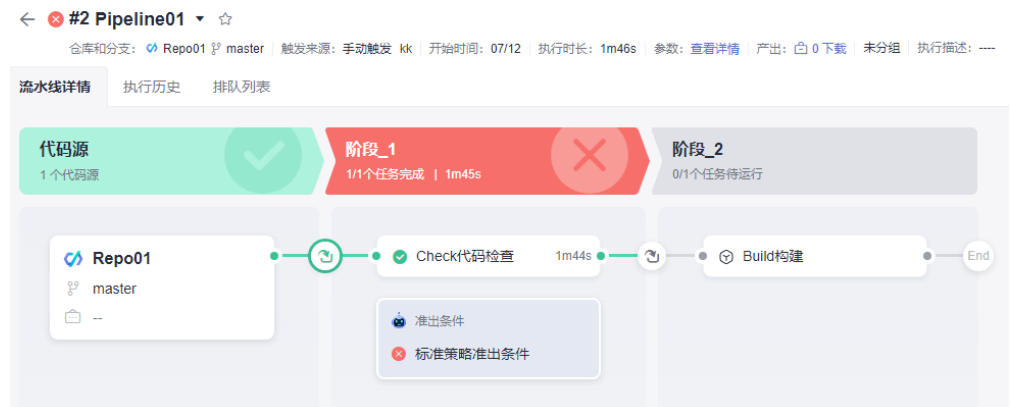 #2 Pipeline01
仓库和分支: Repo01 master 触发来源: 手动触发 kk 开始时间: 07/12 执行时长: 1m46s 参数: 查看详情 产出: 0 下载 未分组 执行描述: ----
流水线详情 执行历史 排队列表
代码源
1 个代码源
阶段_1
1/1个任务完成 | 1m45s
阶段_2
0/1个任务待运行
Repo01
master
--
Check代码检查 1m44s
准出条件
标准策略准出条件
Build构建
End